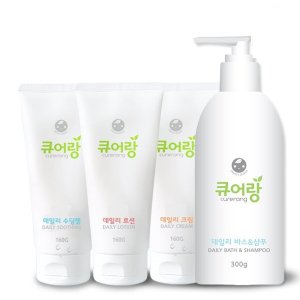 큐어랑
curerang
데일리 수딩젤
DAILY SOOTHING
160G
큐어랑
curerang
데일리 로션
DAILY LOTION
160G
큐어랑
curerang
데일리 크림
DAILY CREAM
160G
큐어랑
curerang
데일리 바스&샴푸
DAILY BATH & SHAMPOO
300g